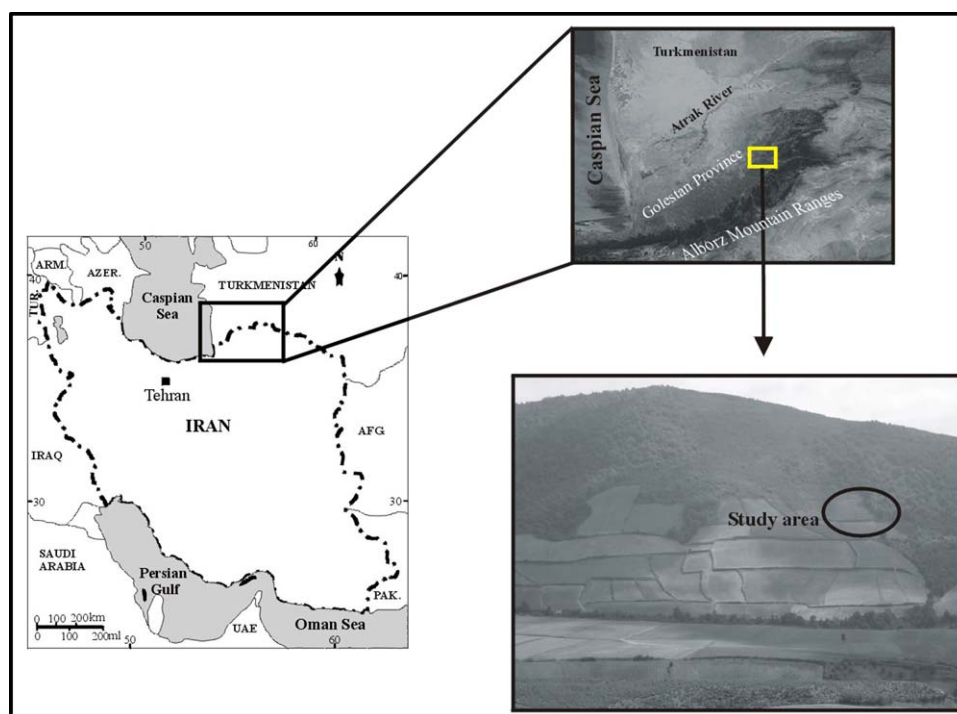 50
60
N
ARM.
AZER.
40
40
TUR.
Caspian
Sea
TURKMENISTAN
Tehran
IRAN
AFG.
IRAQ
30
30
SAUDI
ARABIA
Persian
Gulf
PAK.
0 100 200km
0 200ml
UAE
Oman Sea
50
60
Turkmenistan
Caspian Sea
Atrak River
Golestan Province
Alborz Mountain Ranges
Study area